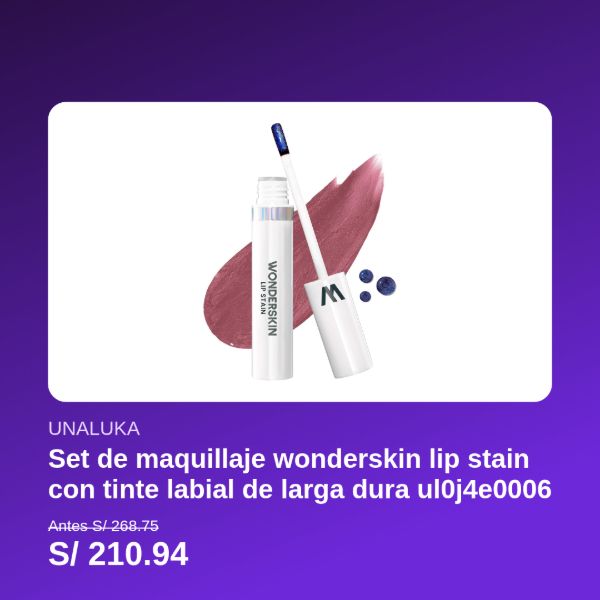 WONDERSKIN
LIP STAIN
UNALUKA
Set de maquillaje wonderskin lip stain
con tinte labial de larga dura ul0j4e0006
Antes S/ 268.75
S/ 210.94